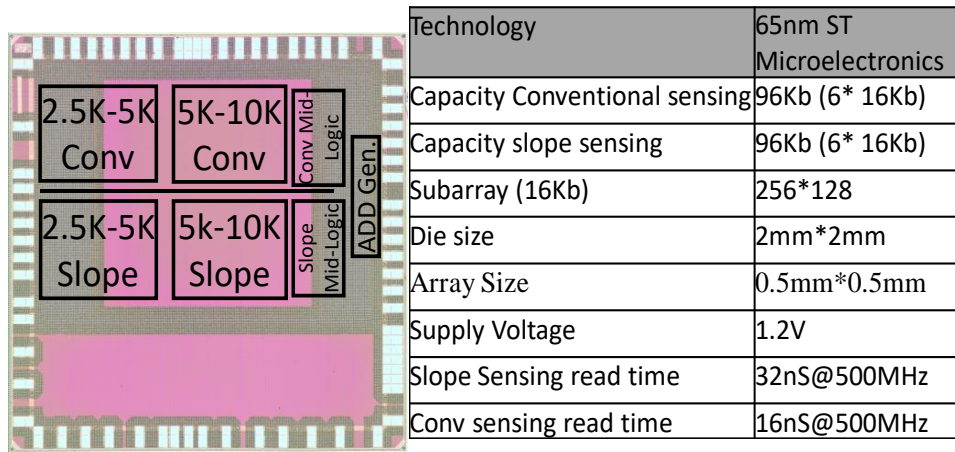 2.5K-5K
Conv
5K-10K
Conv
Conv Mid-
Logic
ADD Gen.
2.5K-5K
Slope
5k-10K
Slope
Slope
Mid-Logic
Technology 65nm ST
Microelectronics
Capacity Conventional sensing 96Kb (6* 16Kb)
Capacity slope sensing 96Kb (6* 16Kb)
Subarray (16Kb) 256*128
Die size 2mm*2mm
Array Size 0.5mm*0.5mm
Supply Voltage 1.2V
Slope Sensing read time 32nS@500MHz
Conv sensing read time 16nS@500MHz